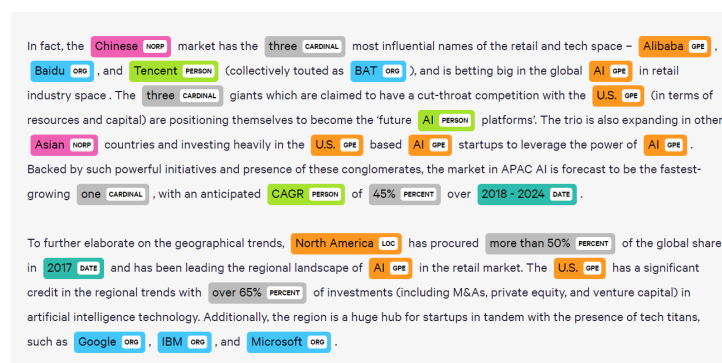 In fact, the Chinese NORP market has the three CARDINAL most influential names of the retail and tech space – Alibaba GPE ,
Baidu ORG , and Tencent PERSON (collectively touted as BAT ORG ), and is betting big in the global AI GPE in retail
industry space . The three CARDINAL giants which are claimed to have a cut-throat competition with the U.S. GPE (in terms of
resources and capital) are positioning themselves to become the ‘future AI PERSON platforms’. The trio is also expanding in other
Asian NORP countries and investing heavily in the U.S. GPE based AI GPE startups to leverage the power of AI GPE .
Backed by such powerful initiatives and presence of these conglomerates, the market in APAC AI is forecast to be the fastest-
growing one CARDINAL , with an anticipated CAGR PERSON of 45% PERCENT over 2018 - 2024 DATE .
To further elaborate on the geographical trends, North America LOC has procured more than 50% PERCENT of the global share
in 2017 DATE and has been leading the regional landscape of AI GPE in the retail market. The U.S. GPE has a significant
credit in the regional trends with over 65% PERCENT of investments (including M&As, private equity, and venture capital) in
artificial intelligence technology. Additionally, the region is a huge hub for startups in tandem with the presence of tech titans,
such as Google ORG , IBM ORG , and Microsoft ORG .